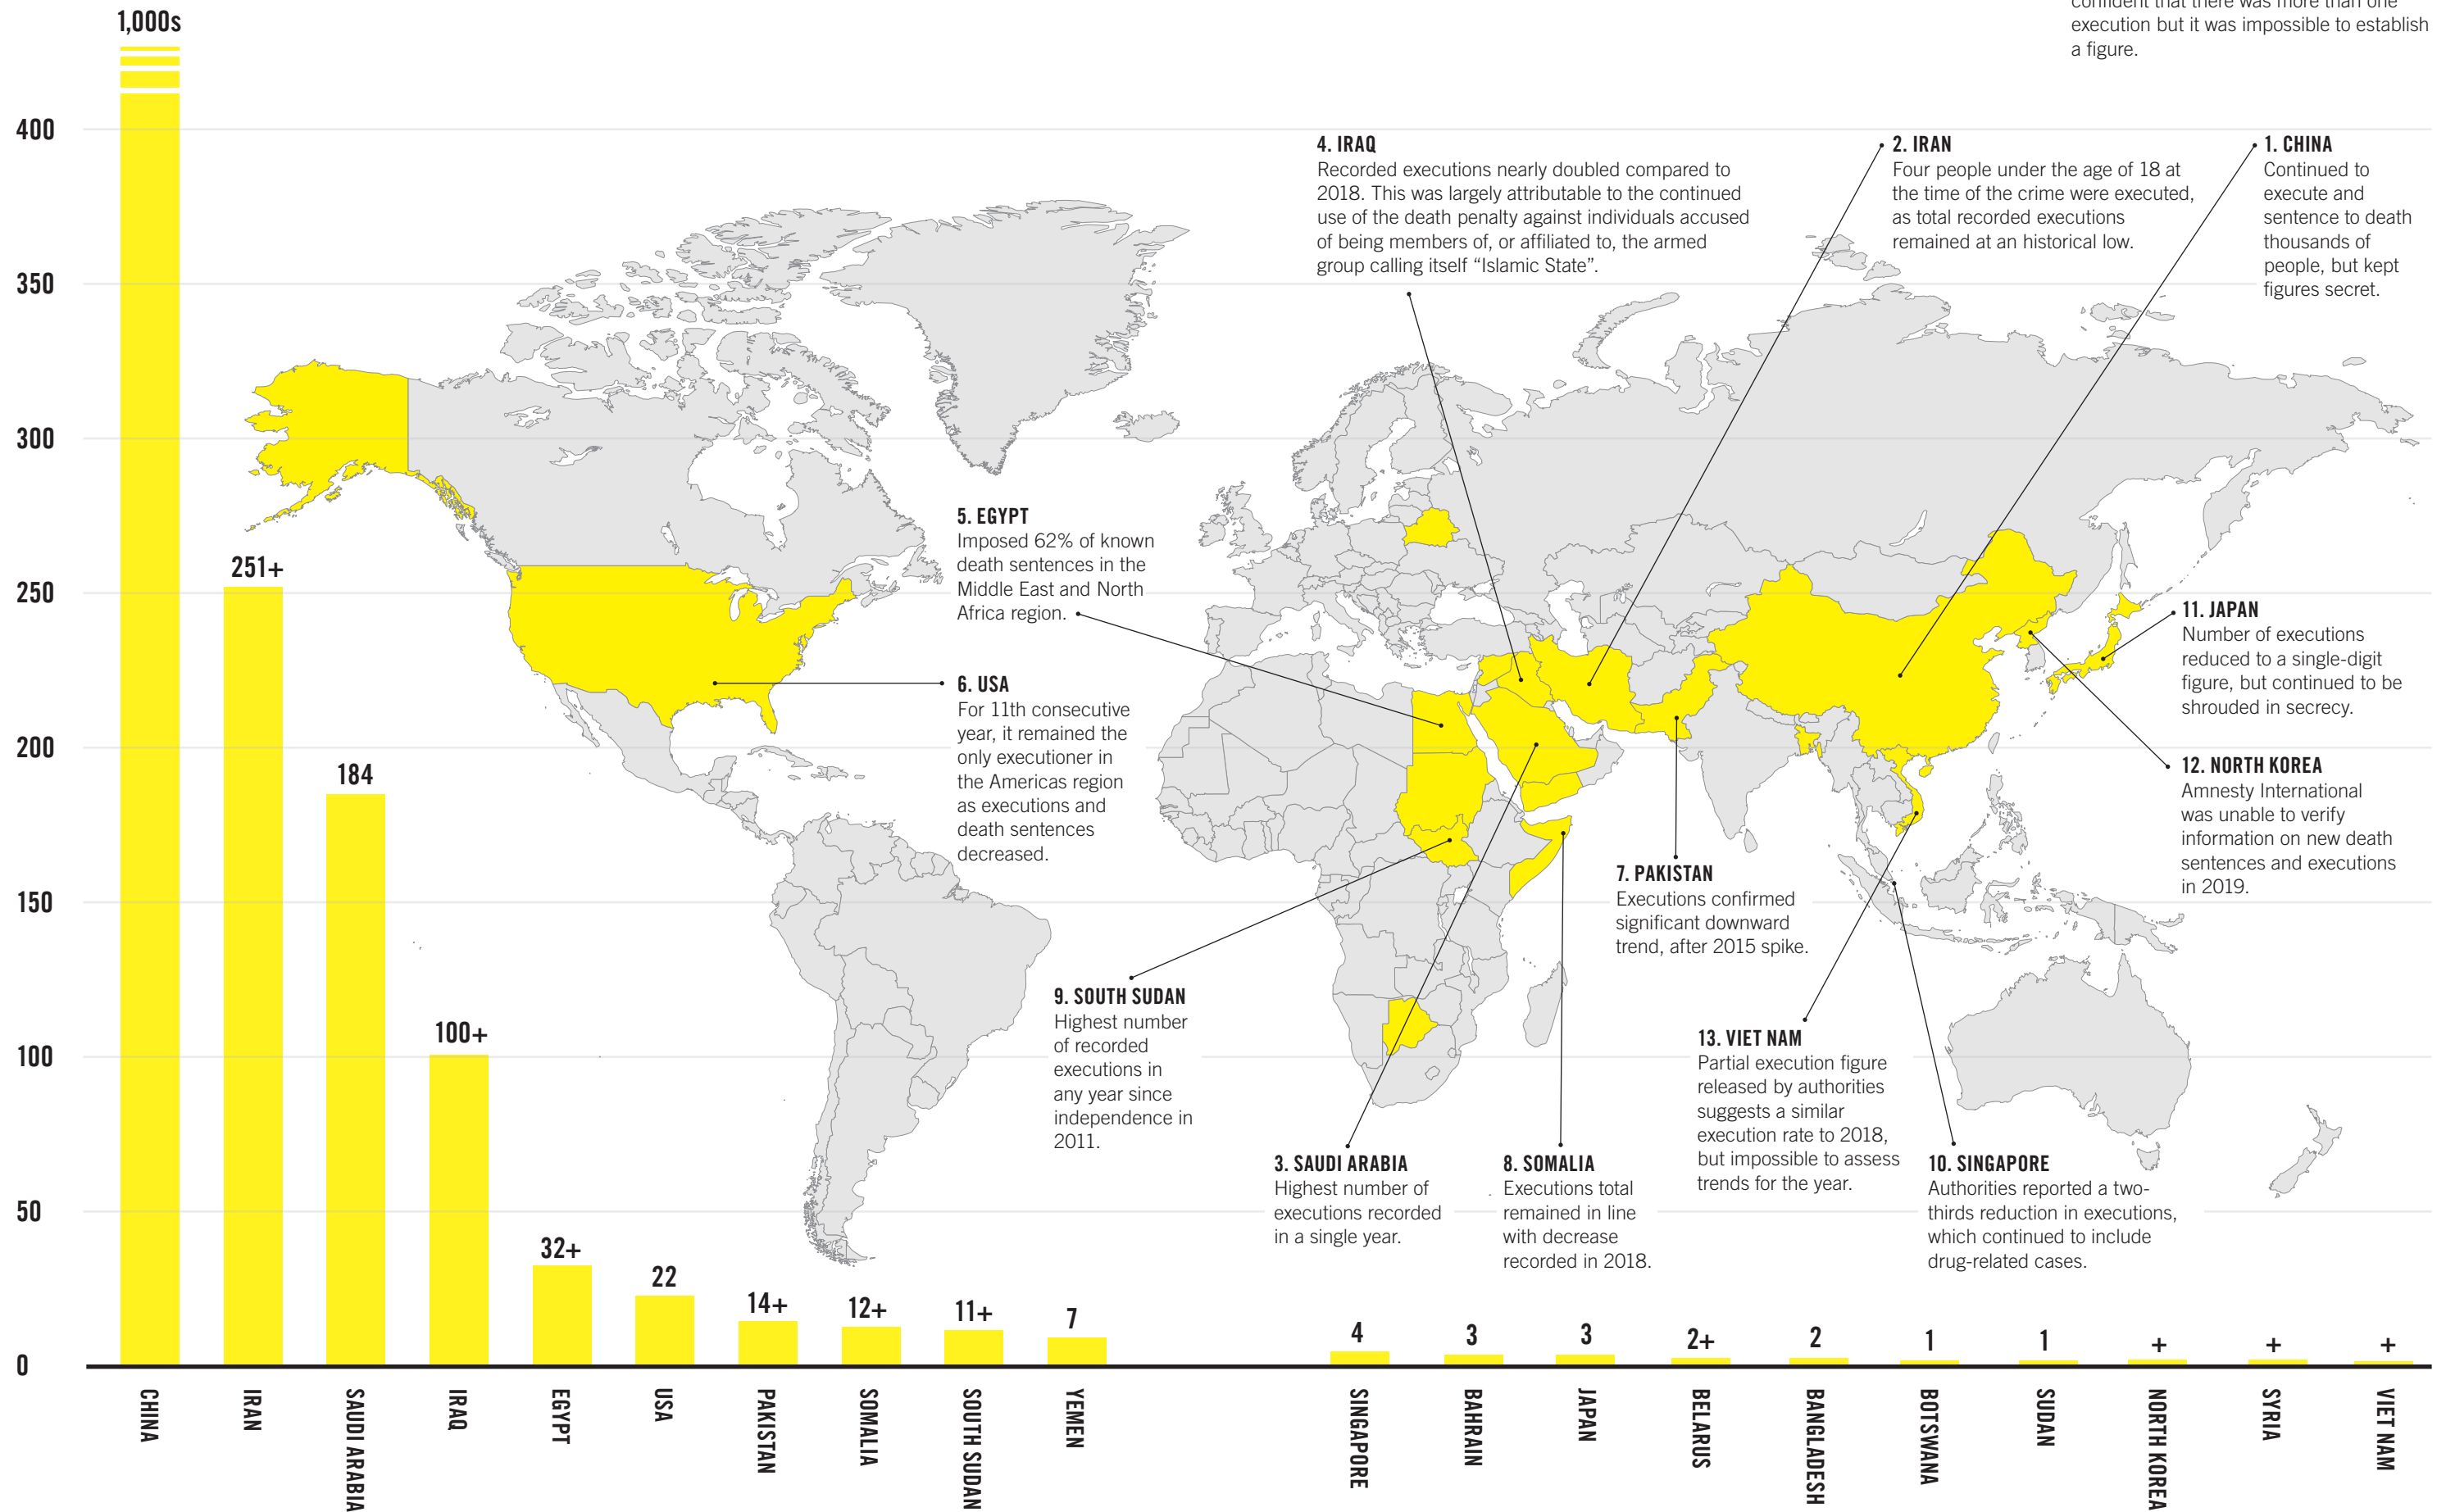 confident that there was more than one
execution but it was impossible to establish
a figure.
1,000s
400
350
300
250
200
150
100
50
0
4. IRAQ
Recorded executions nearly doubled compared to
2018. This was largely attributable to the continued
use of the death penalty against individuals accused
of being members of, or affiliated to, the armed
group calling itself “Islamic State”.
2. IRAN
Four people under the age of 18 at
the time of the crime were executed,
as total recorded executions
remained at an historical low.
1. CHINA
Continued to
execute and
sentence to death
thousands of
people, but kept
figures secret.
5. EGYPT
Imposed 62% of known
death sentences in the
Middle East and North
Africa region.
6. USA
For 11th consecutive
year, it remained the
only executioner in
the Americas region
as executions and
death sentences
decreased.
11. JAPAN
Number of executions
reduced to a single-digit
figure, but continued to be
shrouded in secrecy.
12. NORTH KOREA
Amnesty International
was unable to verify
information on new death
sentences and executions
in 2019.
7. PAKISTAN
Executions confirmed
significant downward
trend, after 2015 spike.
9. SOUTH SUDAN
Highest number
of recorded
executions in
any year since
independence in
2011.
13. VIET NAM
Partial execution figure
released by authorities
suggests a similar
execution rate to 2018,
but impossible to assess
trends for the year.
3. SAUDI ARABIA
Highest number of
executions recorded
in a single year.
8. SOMALIA
Executions total
remained in line
with decrease
recorded in 2018.
10. SINGAPORE
Authorities reported a two-
thirds reduction in executions,
which continued to include
drug-related cases.
251+
184
100+
32+
22
14+
12+
11+
7
4
3
3
2+
2
1
1
+
+
+
CHINA
IRAN
SAUDI ARABIA
IRAQ
EGYPT
USA
PAKISTAN
SOMALIA
SOUTH SUDAN
YEMEN
SINGAPORE
BAHRAIN
JAPAN
BELARUS
BANGLADESH
BOTSWANA
SUDAN
NORTH KOREA
SYRIA
VIET NAM